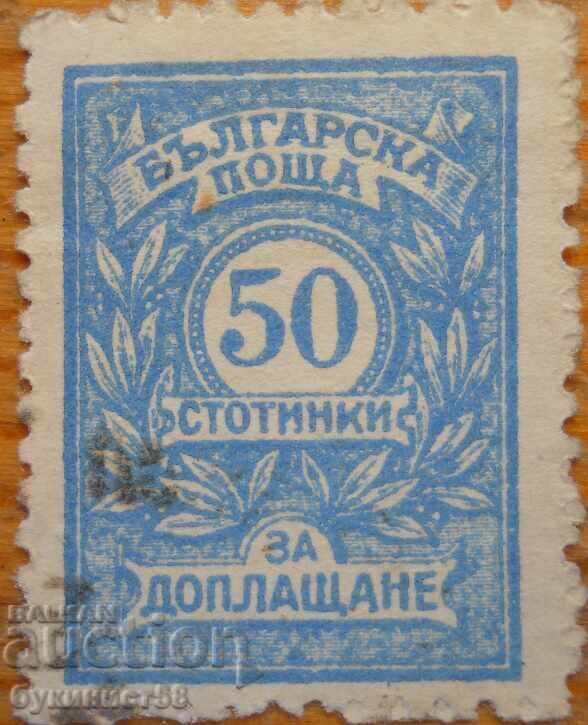 БЪЛГАРСКА
ПОЩА
50
СТОТИНКИ
ЗА
ДОПЛАЩАНЕ
BALKAN
auction
букинист58